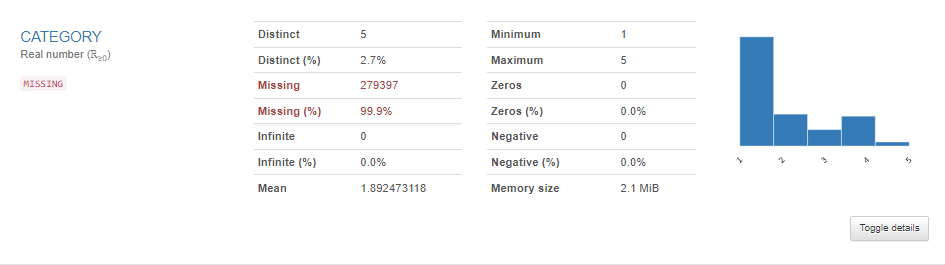 CATEGORY
Real number (ℝ≥0)
MISSING
Distinct 5
Distinct (%) 2.7%
Missing 279397
Missing (%) 99.9%
Infinite 0
Infinite (%) 0.0%
Mean 1.892473118
Minimum 1
Maximum 5
Zeros 0
Zeros (%) 0.0%
Negative 0
Negative (%) 0.0%
Memory size 2.1 MiB
1 2 3 4 5
Toggle details